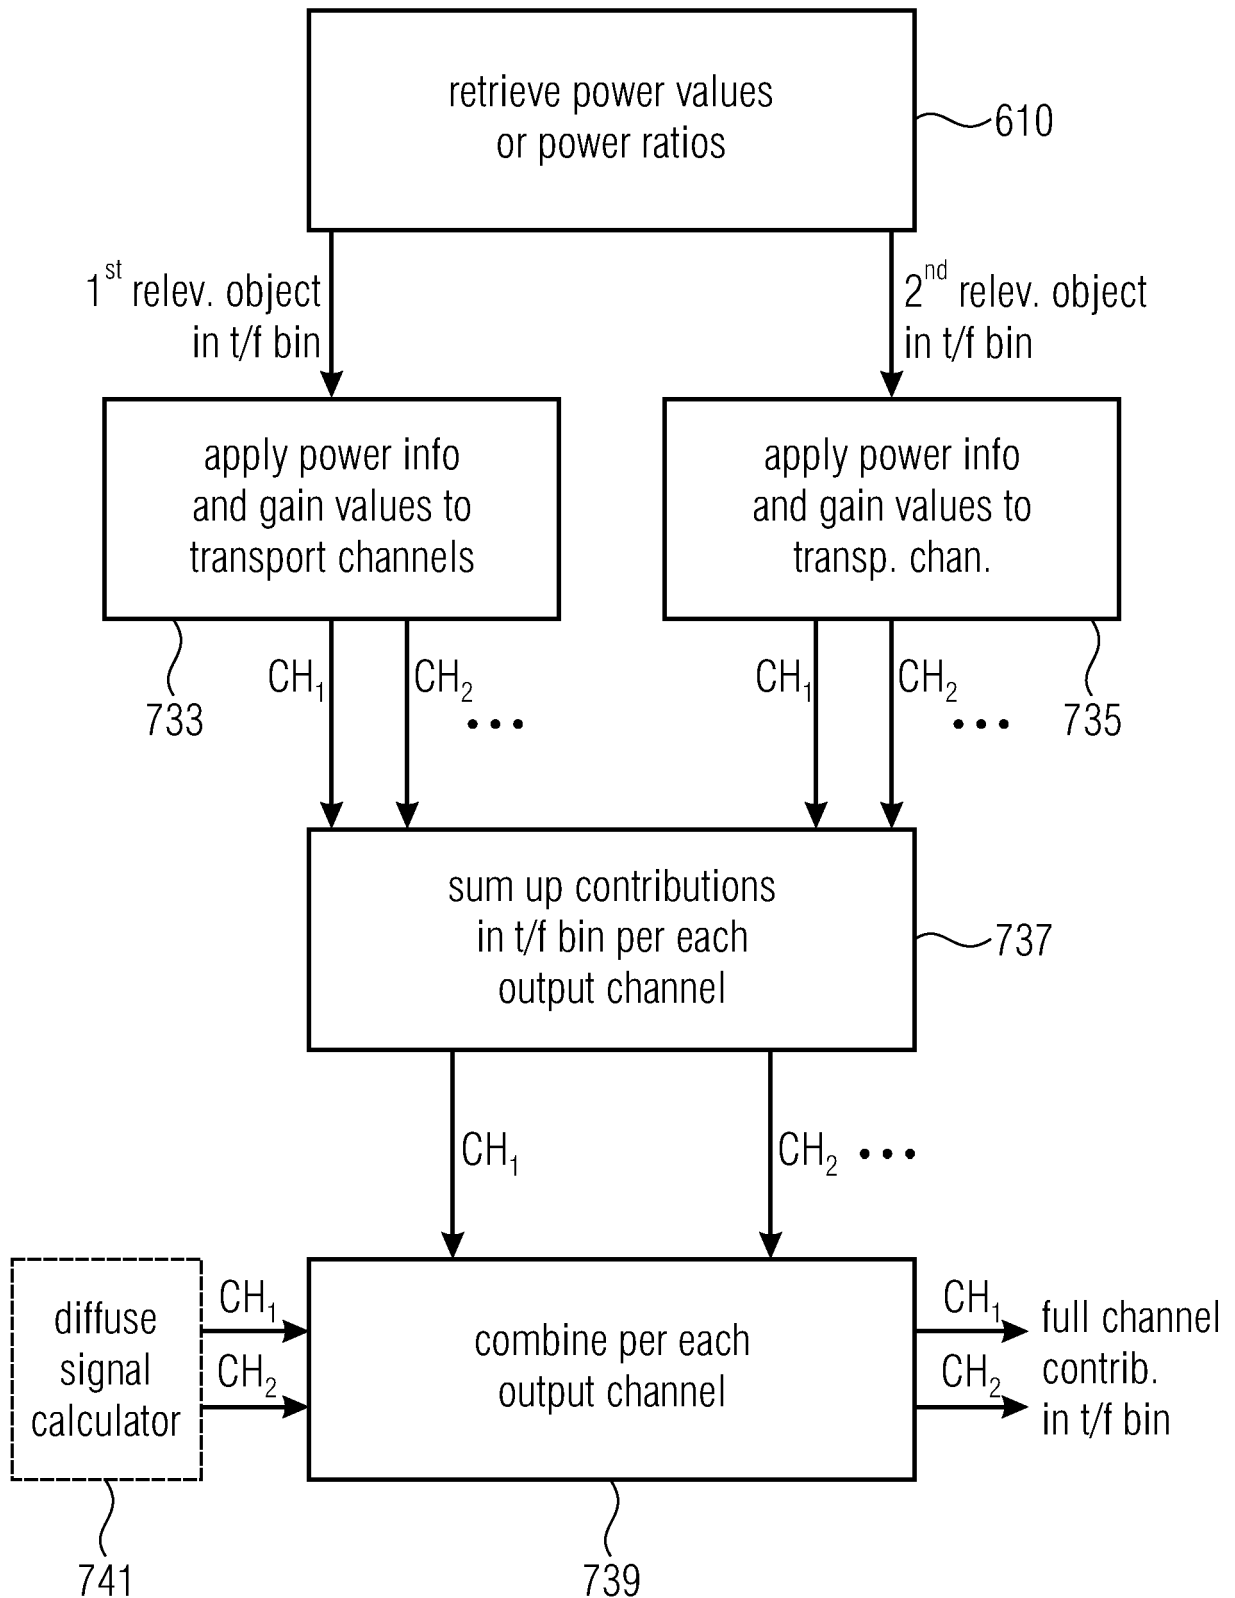 retrieve power values
or power ratios
610
1st relev. object
in t/f bin
2nd relev. object
in t/f bin
apply power info
and gain values to
transport channels
apply power info
and gain values to
transp. chan.
CH1
CH2
...
CH1
CH2
...
733
735
sum up contributions
in t/f bin per each
output channel
737
CH1
CH2 ...
diffuse
signal
calculator
CH1
CH2
combine per each
output channel
CH1
CH2
full channel
contrib.
in t/f bin
741
739